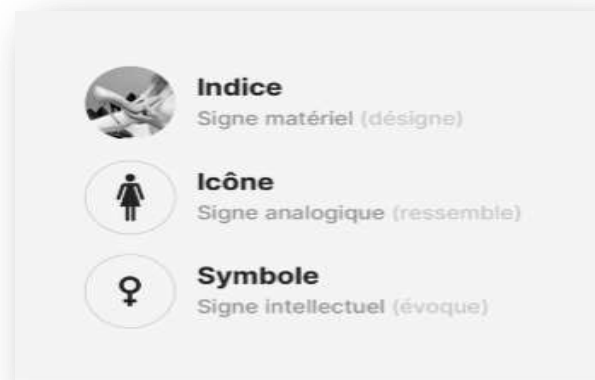 Indice
Signe matériel (désigne)
Icône
Signe analogique (ressemble)
Symbole
Signe intellectuel (évoque)